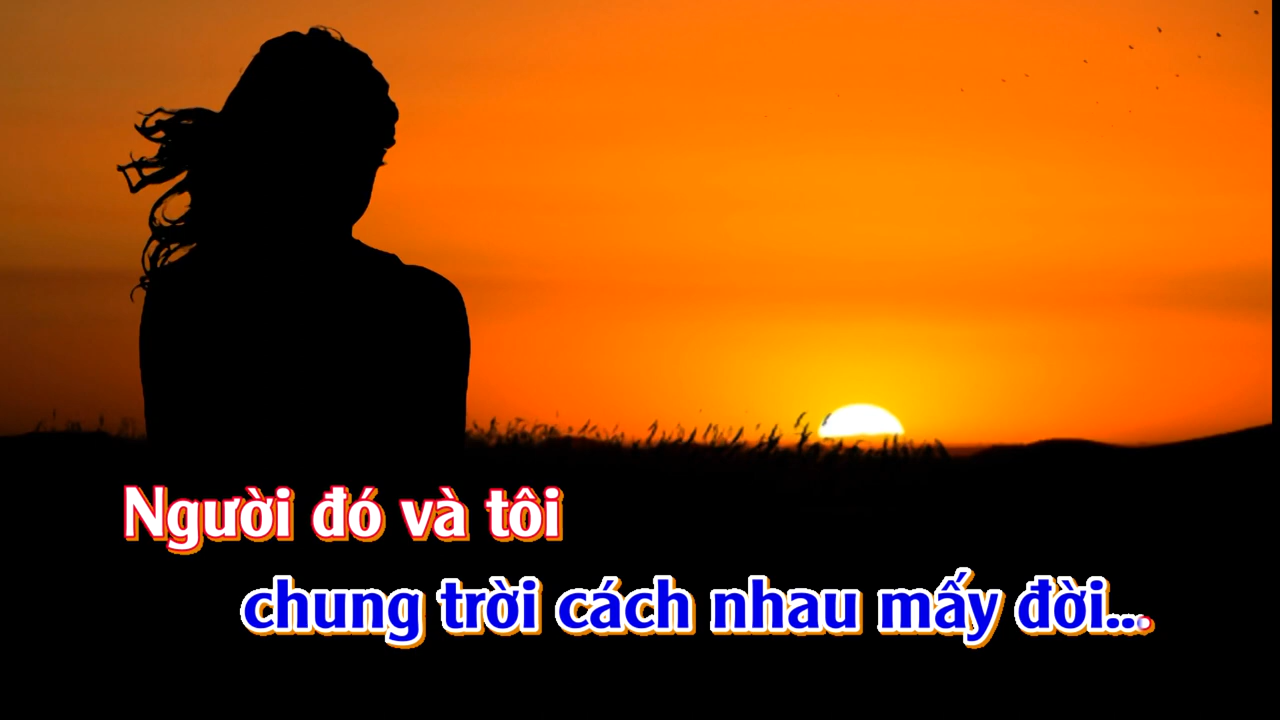 Người đó và tôi
chung trời cách nhau mấy đời...